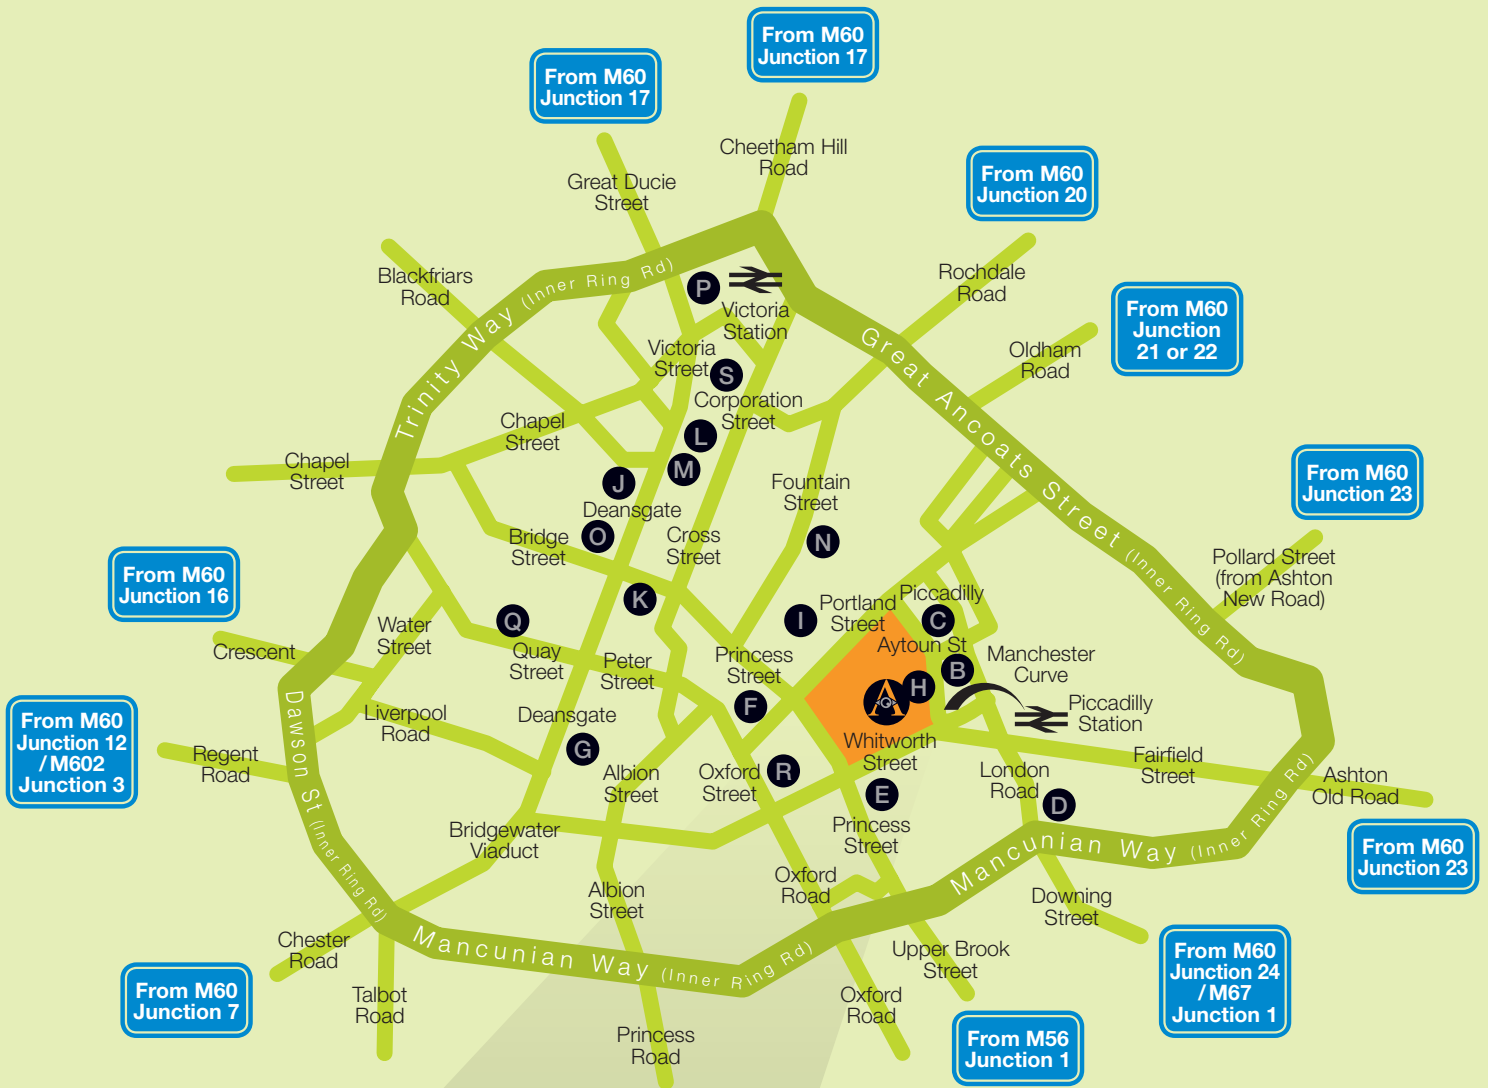 From M60
Junction 17
From M60
Junction 17
Cheetham Hill
Road
Great Ducie
Street
From M60
Junction 20
Blackfriars
Road
Rochdale
Road
From M60
Junction
21 or 22
Oldham
Road
Trinity Way (Inner Ring Rd)
P
Victoria
Station
Victoria
Street
S
Great Ancoats Street (Inner Ring Rd)
Corporation
Street
Chapel
Street
Chapel
Street
L
M
J
Deansgate
Fountain
Street
From M60
Junction 23
O
Bridge
Street
Cross
Street
N
Pollard Street
(from Ashton
New Road)
From M60
Junction 16
K
Q
I
Portland
Street
Piccadilly
C
Aytoun St
Crescent
Water
Street
Quay
Street
Peter
Street
Princess
Street
B
Manchester
Curve
H
A
Piccadilly
Station
From M60
Junction 12
/ M602
Junction 3
Dawson St (Inner Ring Rd)
Liverpool
Road
Deansgate
F
G
Whitworth
Street
Regent
Road
Albion
Street
Oxford
Street
R
E
London
Road
D
Fairfield
Street
Ashton
Old Road
Bridgewater
Viaduct
Princess
Street
Mancunian Way (Inner Ring Rd)
From M60
Junction 23
Albion
Street
Oxford
Road
Downing
Street
Chester
Road
Mancunian Way (Inner Ring Rd)
Upper Brook
Street
From M60
Junction 24
/ M67
Junction 1
From M60
Junction 7
Talbot
Road
Oxford
Road
Princess
Road
From M56
Junction 1